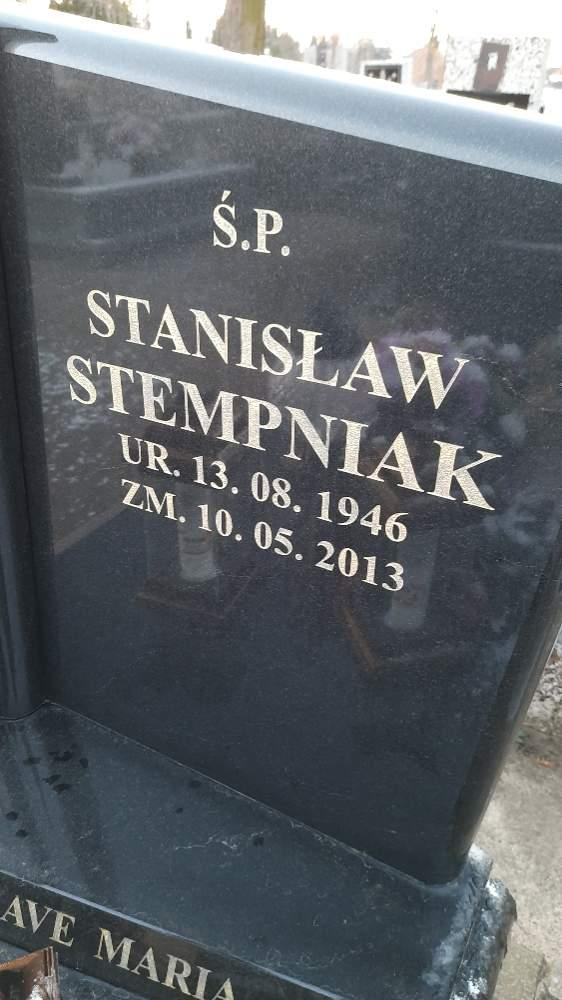 Ś.P.
STANISŁAW
STEMPNIAK
UR. 13. 08. 1946
ZM. 10. 05. 2013
AVE MARIA